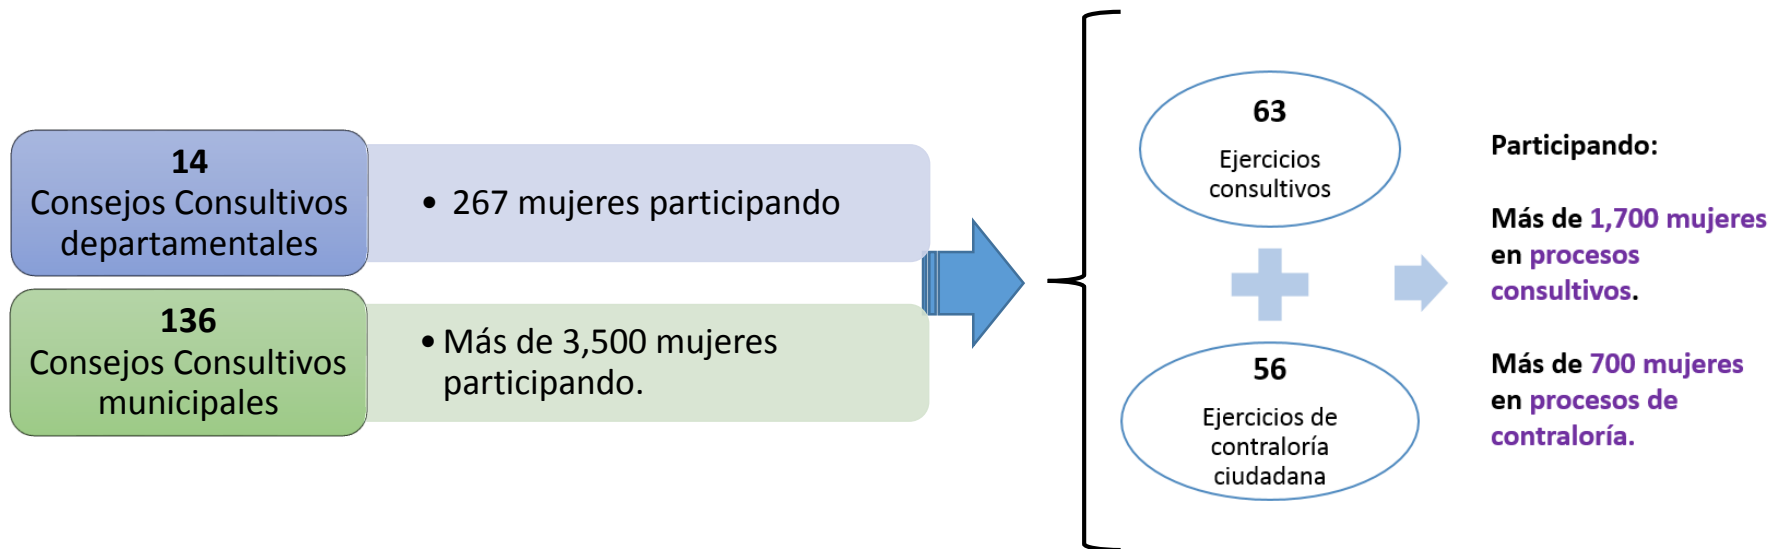 14
Consejos Consultivos
departamentales
• 267 mujeres participando
136
Consejos Consultivos
municipales
• Más de 3,500 mujeres
participando.
63
Ejercicios
consultivos
56
Ejercicios de
contraloría
ciudadana
Participando:
Más de 1,700 mujeres
en procesos
consultivos.
Más de 700 mujeres
en procesos de
contraloría.